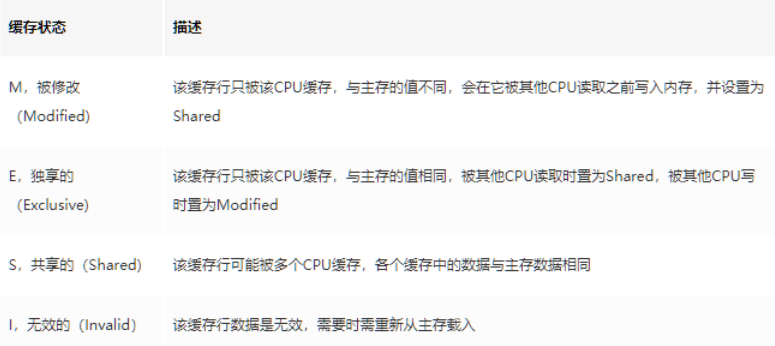 缓存状态 描述
M，被修改 该缓存行只被该CPU缓存，与主存的值不同，会在它被其他CPU读取之前写入内存，并设置为
（Modified） Shared
E，独享的 该缓存行只被该CPU缓存，与主存的值相同，被其他CPU读取时置为Shared，被其他CPU写
（Exclusive） 时置为Modified
S，共享的（Shared） 该缓存行可能被多个CPU缓存，各个缓存中的数据与主存数据相同
I，无效的（Invalid） 该缓存行数据是无效，需要时需重新从主存载入